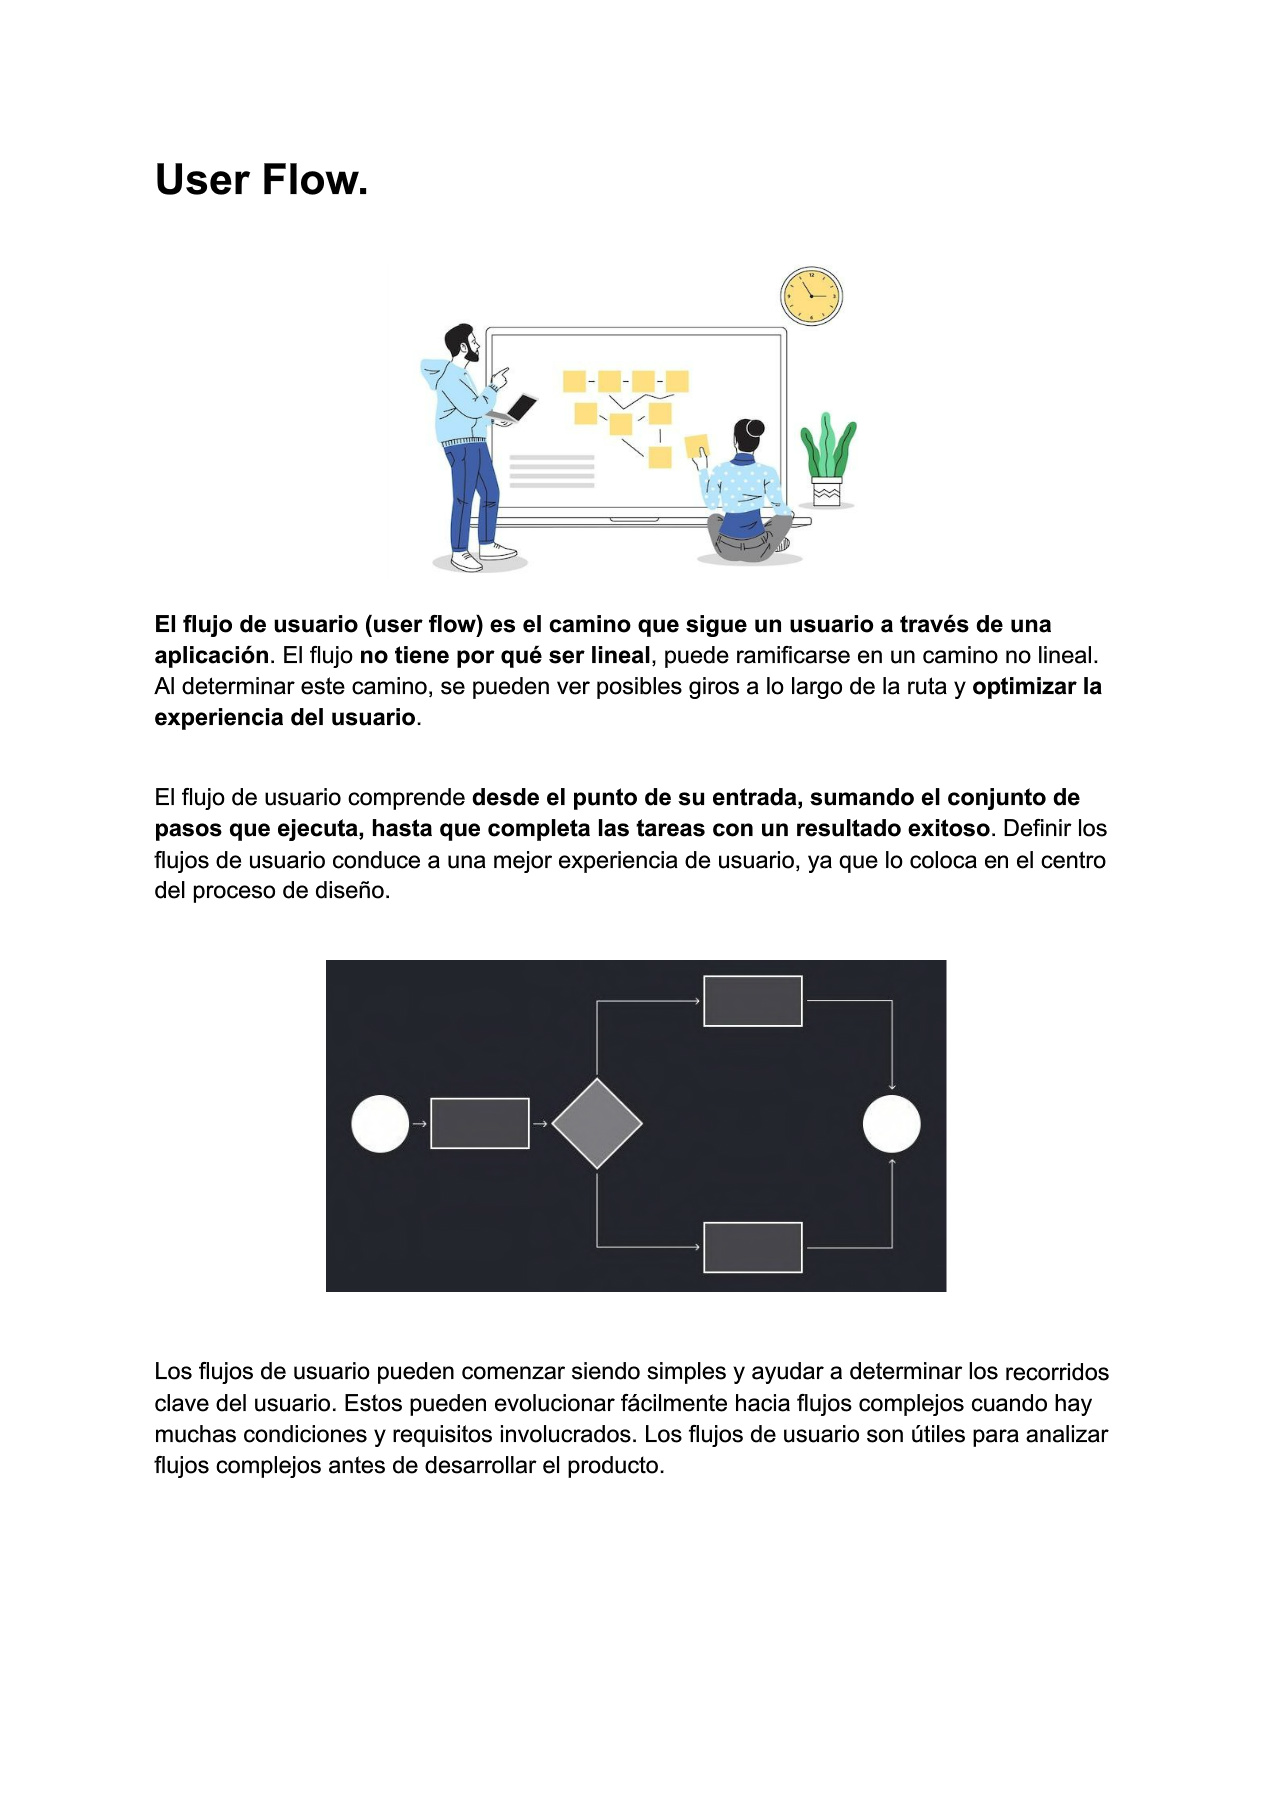 User Flow.
12
3
6
9
El flujo de usuario (user flow) es el camino que sigue un usuario a través de una
aplicación. El flujo no tiene por qué ser lineal, puede ramificarse en un camino no lineal.
Al determinar este camino, se pueden ver posibles giros a lo largo de la ruta y optimizar la
experiencia del usuario.
El flujo de usuario comprende desde el punto de su entrada, sumando el conjunto de
pasos que ejecuta, hasta que completa las tareas con un resultado exitoso. Definir los
flujos de usuario conduce a una mejor experiencia de usuario, ya que lo coloca en el centro
del proceso de diseño.
Los flujos de usuario pueden comenzar siendo simples y ayudar a determinar los recorridos
clave del usuario. Estos pueden evolucionar fácilmente hacia flujos complejos cuando hay
muchas condiciones y requisitos involucrados. Los flujos de usuario son útiles para analizar
flujos complejos antes de desarrollar el producto.